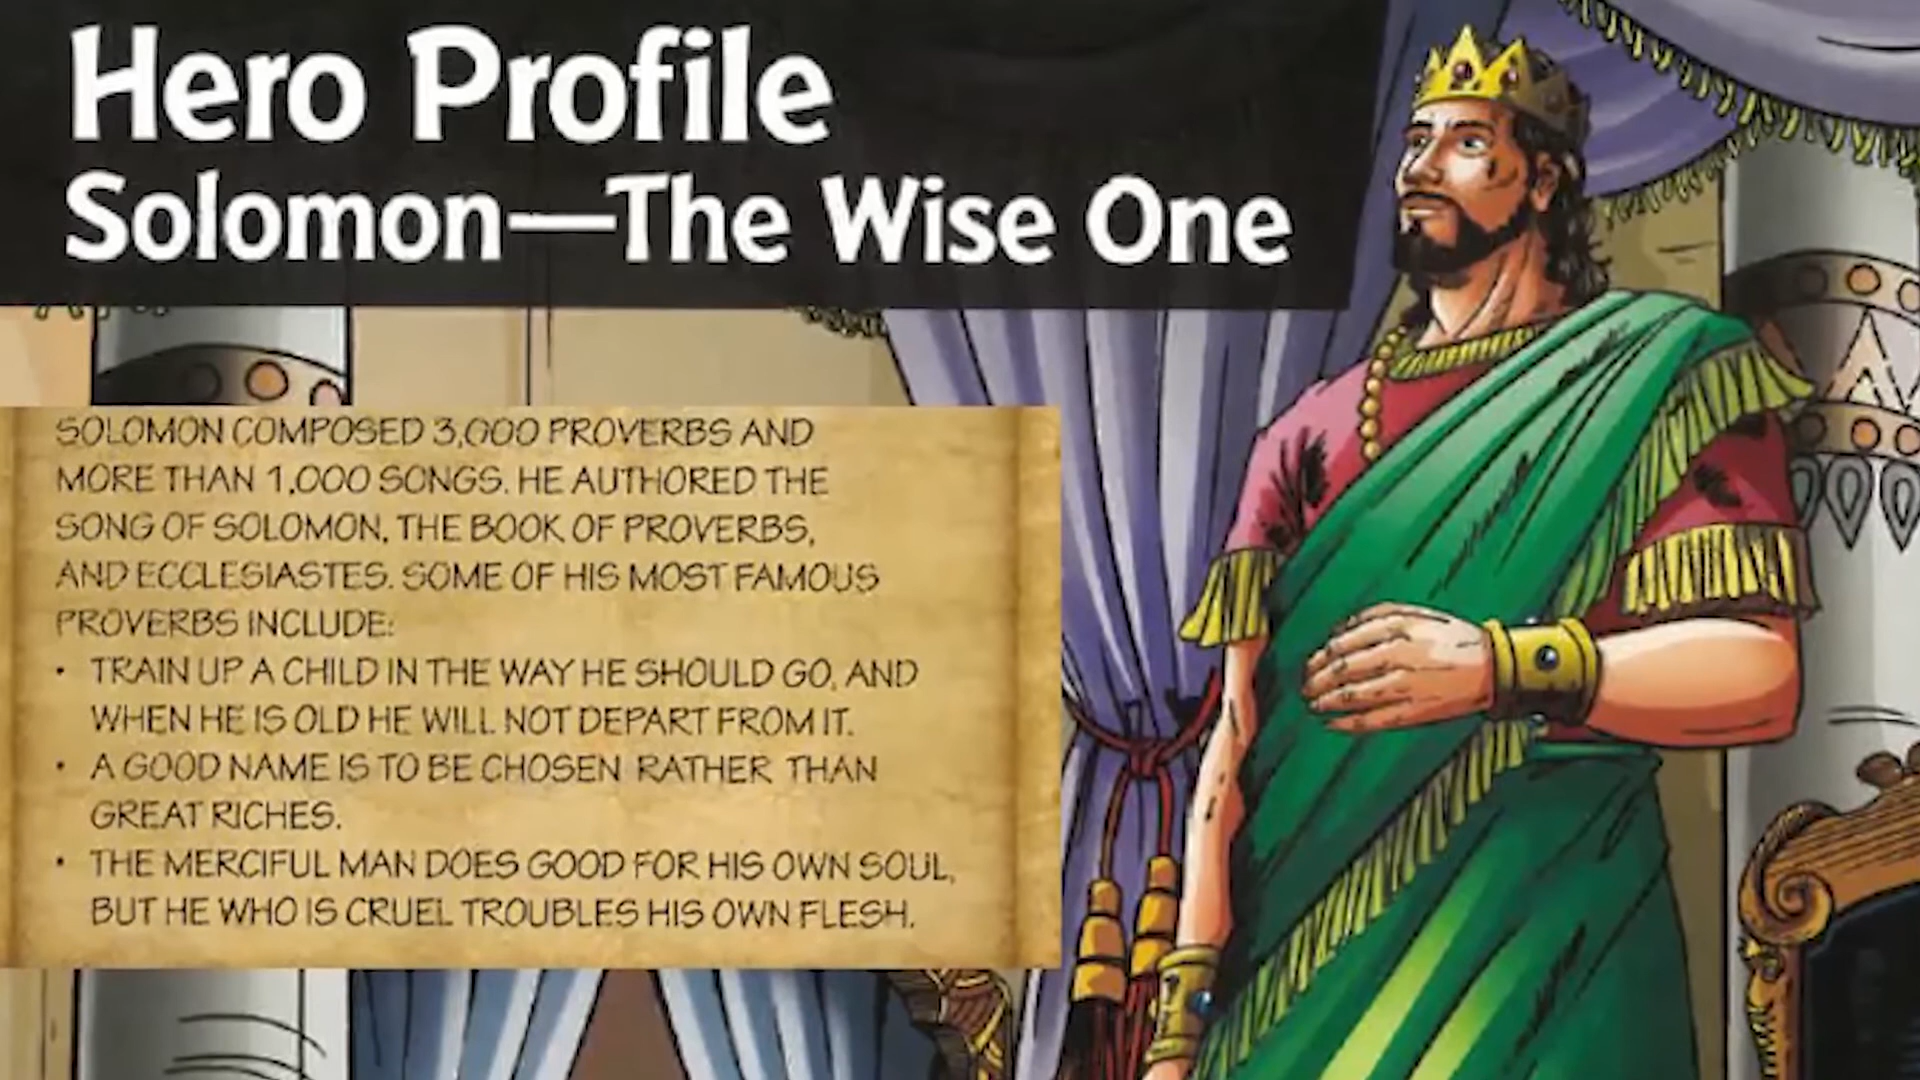 Hero Profile
Solomon—The Wise One
SOLOMON COMPOSED 3,000 PROVERBS AND
MORE THAN 1,000 SONGS. HE AUTHORED THE
SONG OF SOLOMON, THE BOOK OF PROVERBS,
AND ECCLESIASTES. SOME OF HIS MOST FAMOUS
PROVERBS INCLUDE:
• TRAIN UP A CHILD IN THE WAY HE SHOULD GO, AND
WHEN HE IS OLD HE WILL NOT DEPART FROM IT.
• A GOOD NAME IS TO BE CHOSEN RATHER THAN
GREAT RICHES.
• THE MERCIFUL MAN DOES GOOD FOR HIS OWN SOUL,
BUT HE WHO IS CRUEL TROUBLES HIS OWN FLESH.